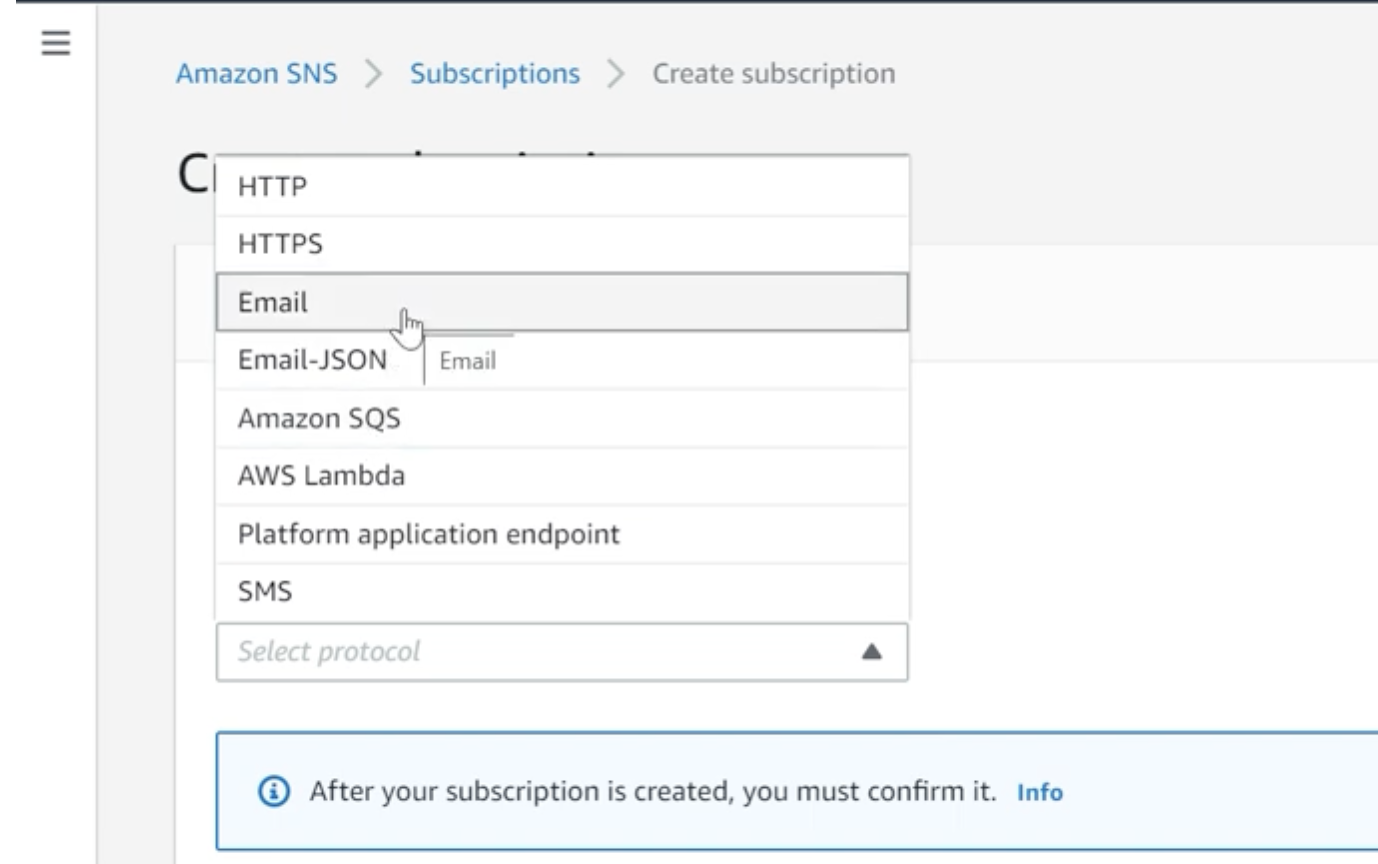 Amazon SNS > Subscriptions > Create subscription
HTTP
HTTPS
Email
Email-JSON
Email
Amazon SQS
AWS Lambda
Platform application endpoint
SMS
Select protocol
After your subscription is created, you must confirm it. Info